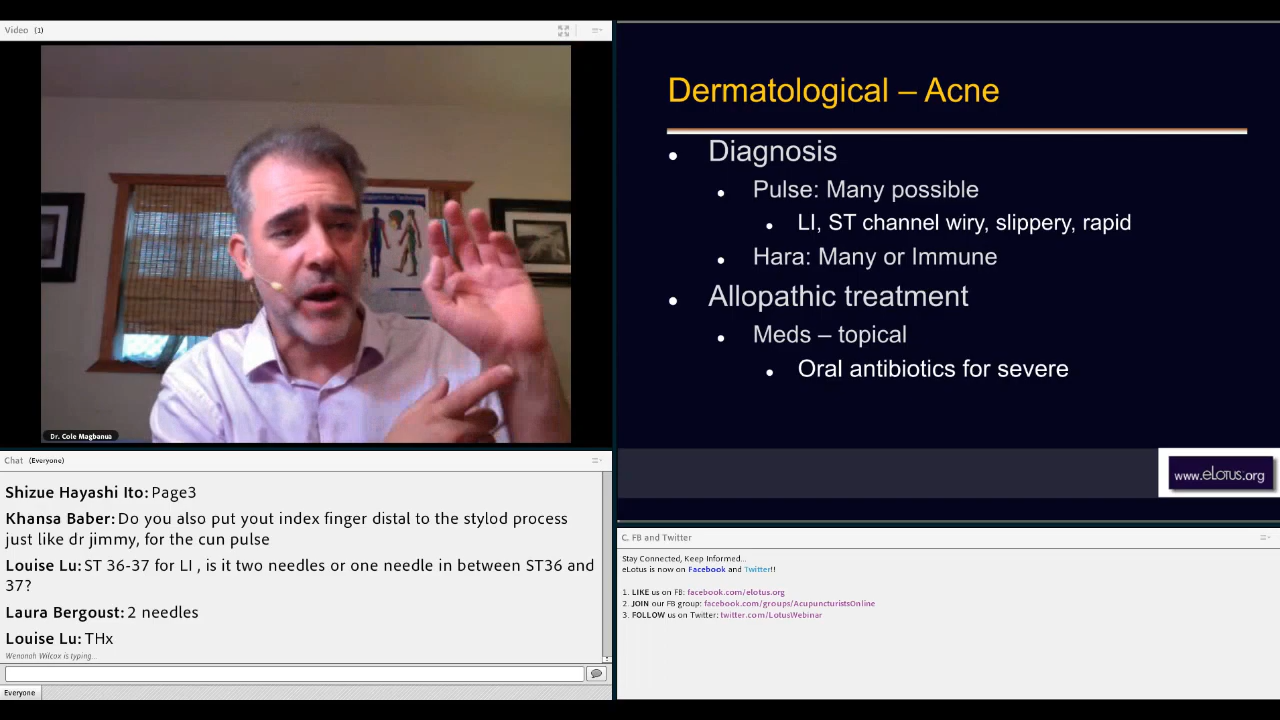 Video (1)
Acupuncture Technique
Dr. Cole Magbanua
Dermatological – Acne
• Diagnosis
• Pulse: Many possible
• LI, ST channel wiry, slippery, rapid
• Hara: Many or Immune
• Allopathic treatment
• Meds – topical
• Oral antibiotics for severe
www.eLotus.org
Chat (Everyone)
Shizue Hayashi Ito: Page3
Khansa Baber: Do you also put yout index finger distal to the stylod process
just like dr jimmy, for the cun pulse
Louise Lu: ST 36-37 for LI , is it two needles or one needle in between ST36 and
37?
Laura Bergoust: 2 needles
Louise Lu: THx
Wenonah Wilcox is typing...
Everyone
C. FB and Twitter
Stay Connected, Keep Informed...
eLotus is now on Facebook and Twitter!!
1. LIKE us on FB: facebook.com/elotus.org
2. JOIN our FB group: facebook.com/groups/AcupuncturistsOnline
3. FOLLOW us on Twitter: twitter.com/LotusWebinar